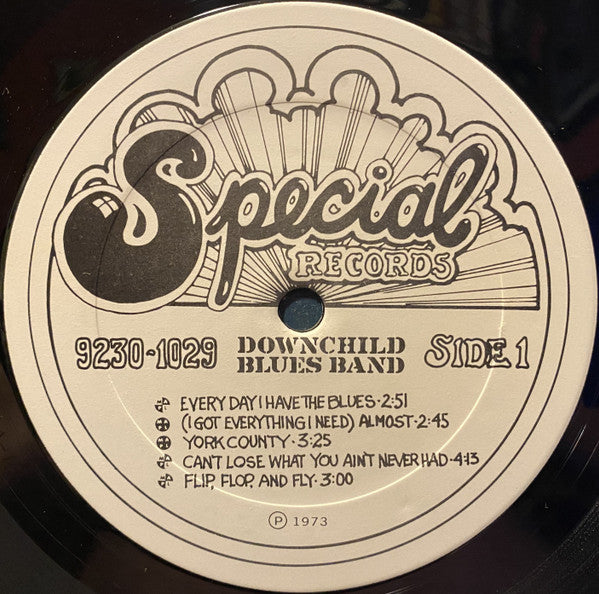 Special
RECORDS
9230-1029 DOWNCHILD BLUES BAND SIDE 1
EVERY DAY I HAVE THE BLUES · 2:51
(I GOT EVERYTHING I NEED) ALMOST · 2:45
YORK COUNTY · 3:25
CAN'T LOSE WHAT YOU AIN'T NEVER HAD · 4:13
FLIP, FLOP, AND FLY · 3:00
Ⓟ 1973